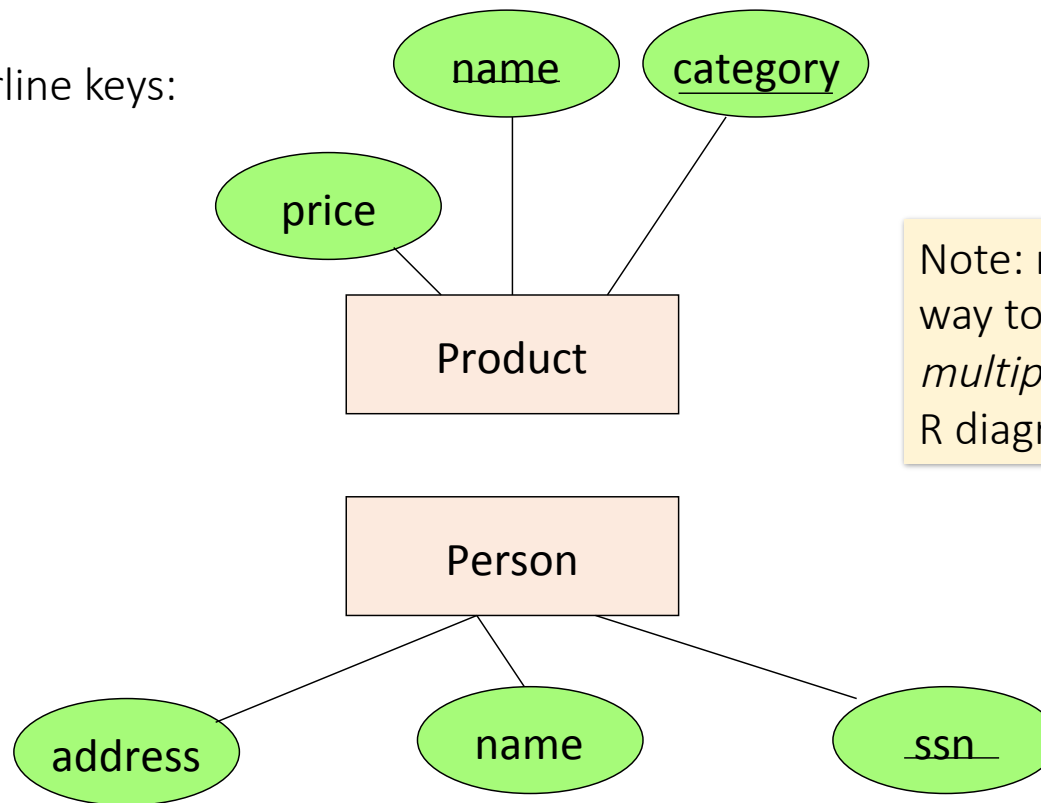 name
category
rline keys:
price
Note:
way to
multip
R diagr
Product
Person
address
name
ssn